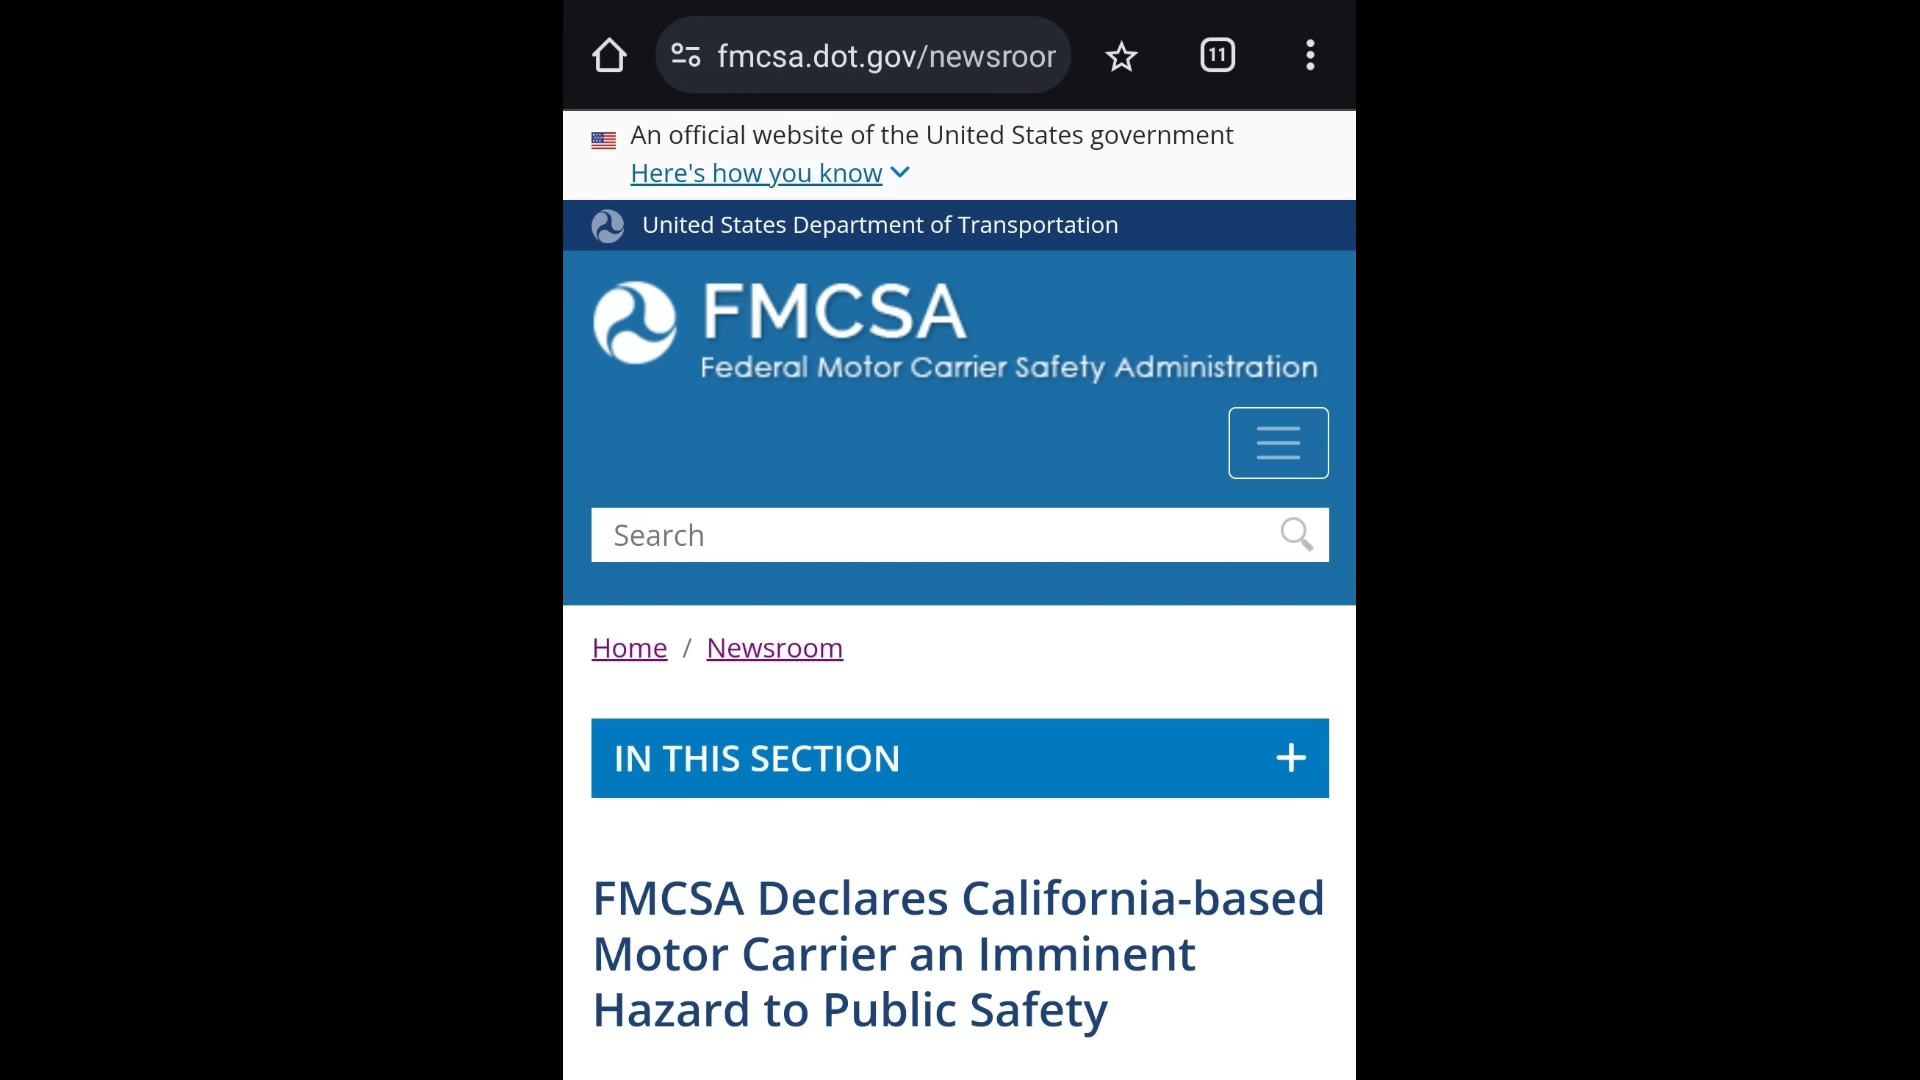 fmcsa.dot.gov/newsroor
11
An official website of the United States government
Here's how you know
United States Department of Transportation
FMCSA
Federal Motor Carrier Safety Administration
Search
Home / Newsroom
IN THIS SECTION
FMCSA Declares California-based
Motor Carrier an Imminent
Hazard to Public Safety